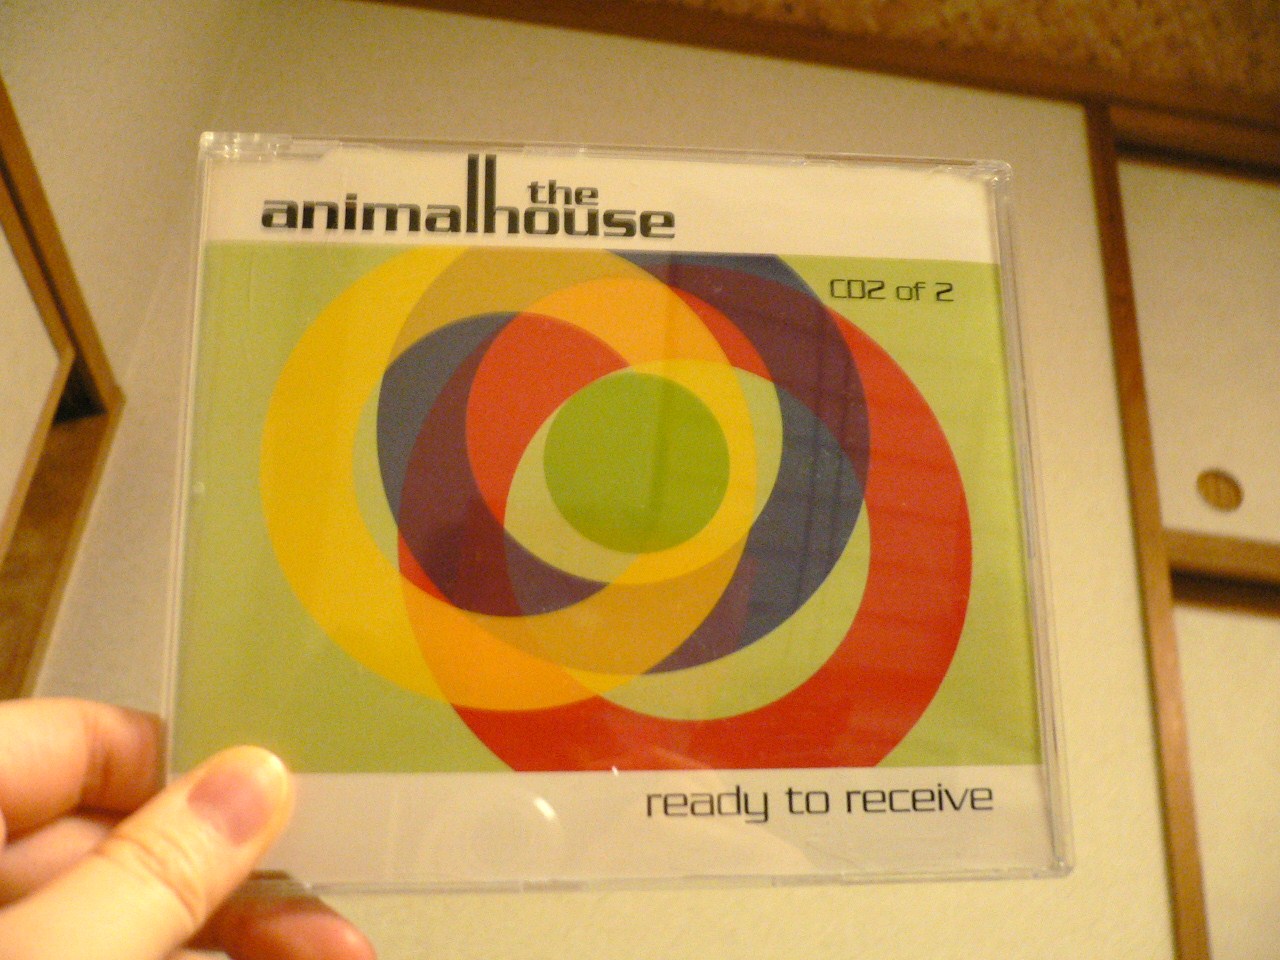 the
animalhouse
CD2 of 2
ready to receive